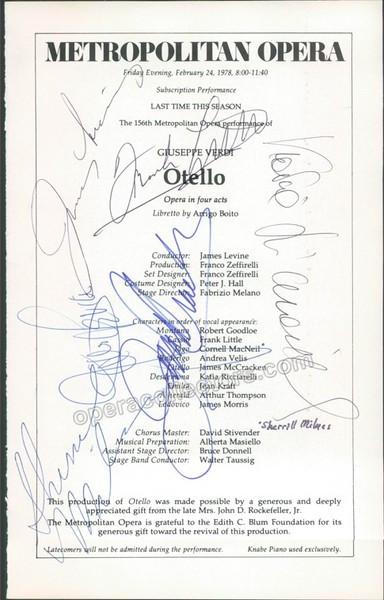 METROPOLITAN OPERA
Friday Evening, February 24, 1978, 8:00-11:40
Subscription Performance
LAST TIME THIS SEASON
The 156th Metropolitan Opera performance of
GIUSEPPE VERDI
Otello
Opera in four acts
Libretto by Arrigo Boito
Conductor: James Levine
Production: Franco Zeffirelli
Set Designer: Franco Zeffirelli
Costume Designer: Peter J. Hall
Stage Director: Fabrizio Melano
Characters in order of vocal appearance:
Montano Robert Goodloe
Cassio Frank Little
Iago Cornell MacNeil*
Roderigo Andrea Velis
Otello James McCracken
Desdemona Katia Ricciarelli
Emilia Jean Kraft
A herald Arthur Thompson
Lodovico James Morris
*Sherrill Milnes
Chorus Master: David Stivender
Musical Preparation: Alberta Masiello
Assistant Stage Director: Bruce Donnell
Stage Band Conductor: Walter Taussig
This production of Otello was made possible by a generous and deeply
appreciated gift from the late Mrs. John D. Rockefeller, Jr.
The Metropolitan Opera is grateful to the Edith C. Blum Foundation for its
generous gift toward the revival of this production.
Latecomers will not be admitted during the performance. Knabe Piano used exclusively.